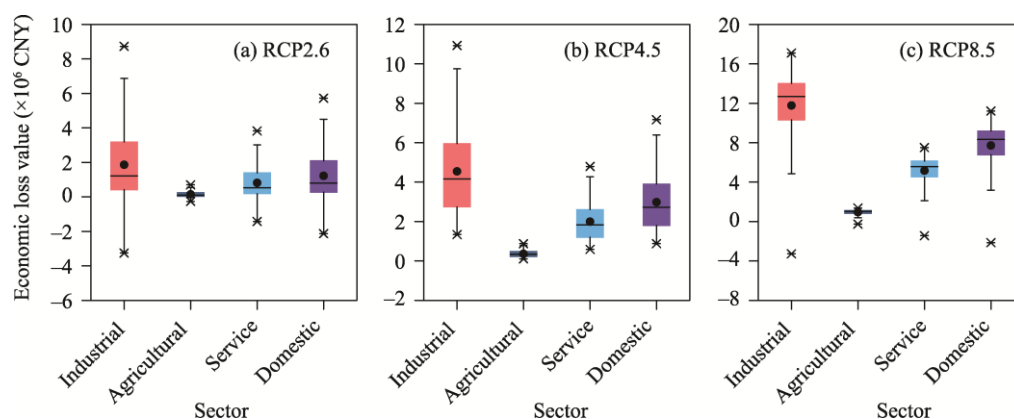 Economic loss value (×10⁶ CNY)
(a) RCP2.6
10
8
6
4
2
0
−2
−4
−6
Industrial
Agricultural
Service
Domestic
Sector
(b) RCP4.5
12
10
8
6
4
2
0
−2
Industrial
Agricultural
Service
Domestic
Sector
(c) RCP8.5
20
16
12
8
4
0
−4
−8
Industrial
Agricultural
Service
Domestic
Sector